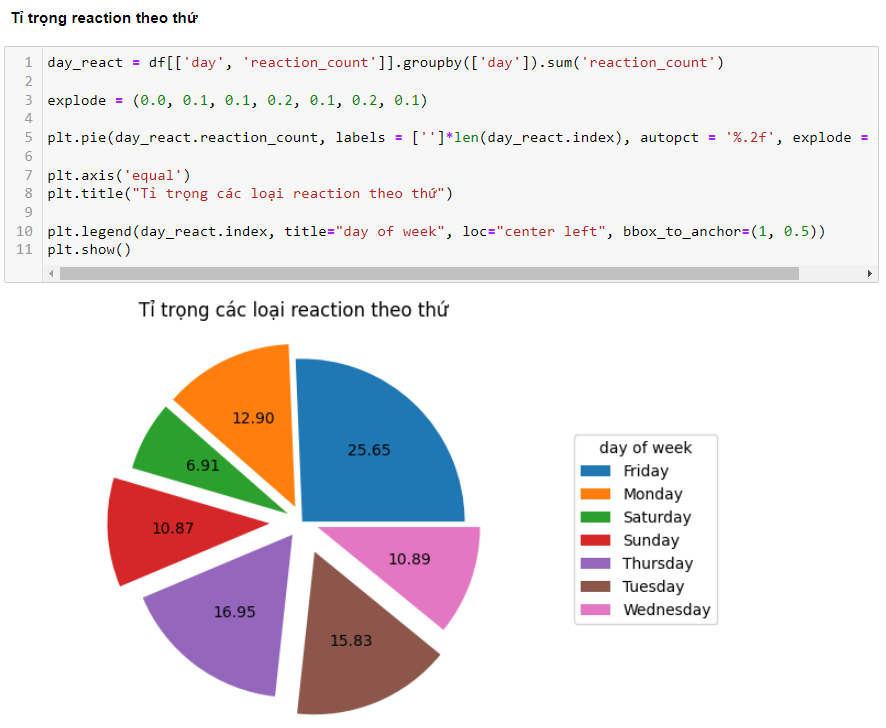 Tỉ trọng reaction theo thứ
1 day_react = df[['day', 'reaction_count']].groupby(['day']).sum('reaction_count')
2
3 explode = (0.0, 0.1, 0.1, 0.2, 0.1, 0.2, 0.1)
4
5 plt.pie(day_react.reaction_count, labels = ['']*len(day_react.index), autopct = '%.2f', explode =
6
7 plt.axis('equal')
8 plt.title("Tỉ trọng các loại reaction theo thứ")
9
10 plt.legend(day_react.index, title="day of week", loc="center left", bbox_to_anchor=(1, 0.5))
11 plt.show()
Tỉ trọng các loại reaction theo thứ
12.90
25.65
6.91
10.87
10.89
16.95
15.83
day of week
Friday
Monday
Saturday
Sunday
Thursday
Tuesday
Wednesday